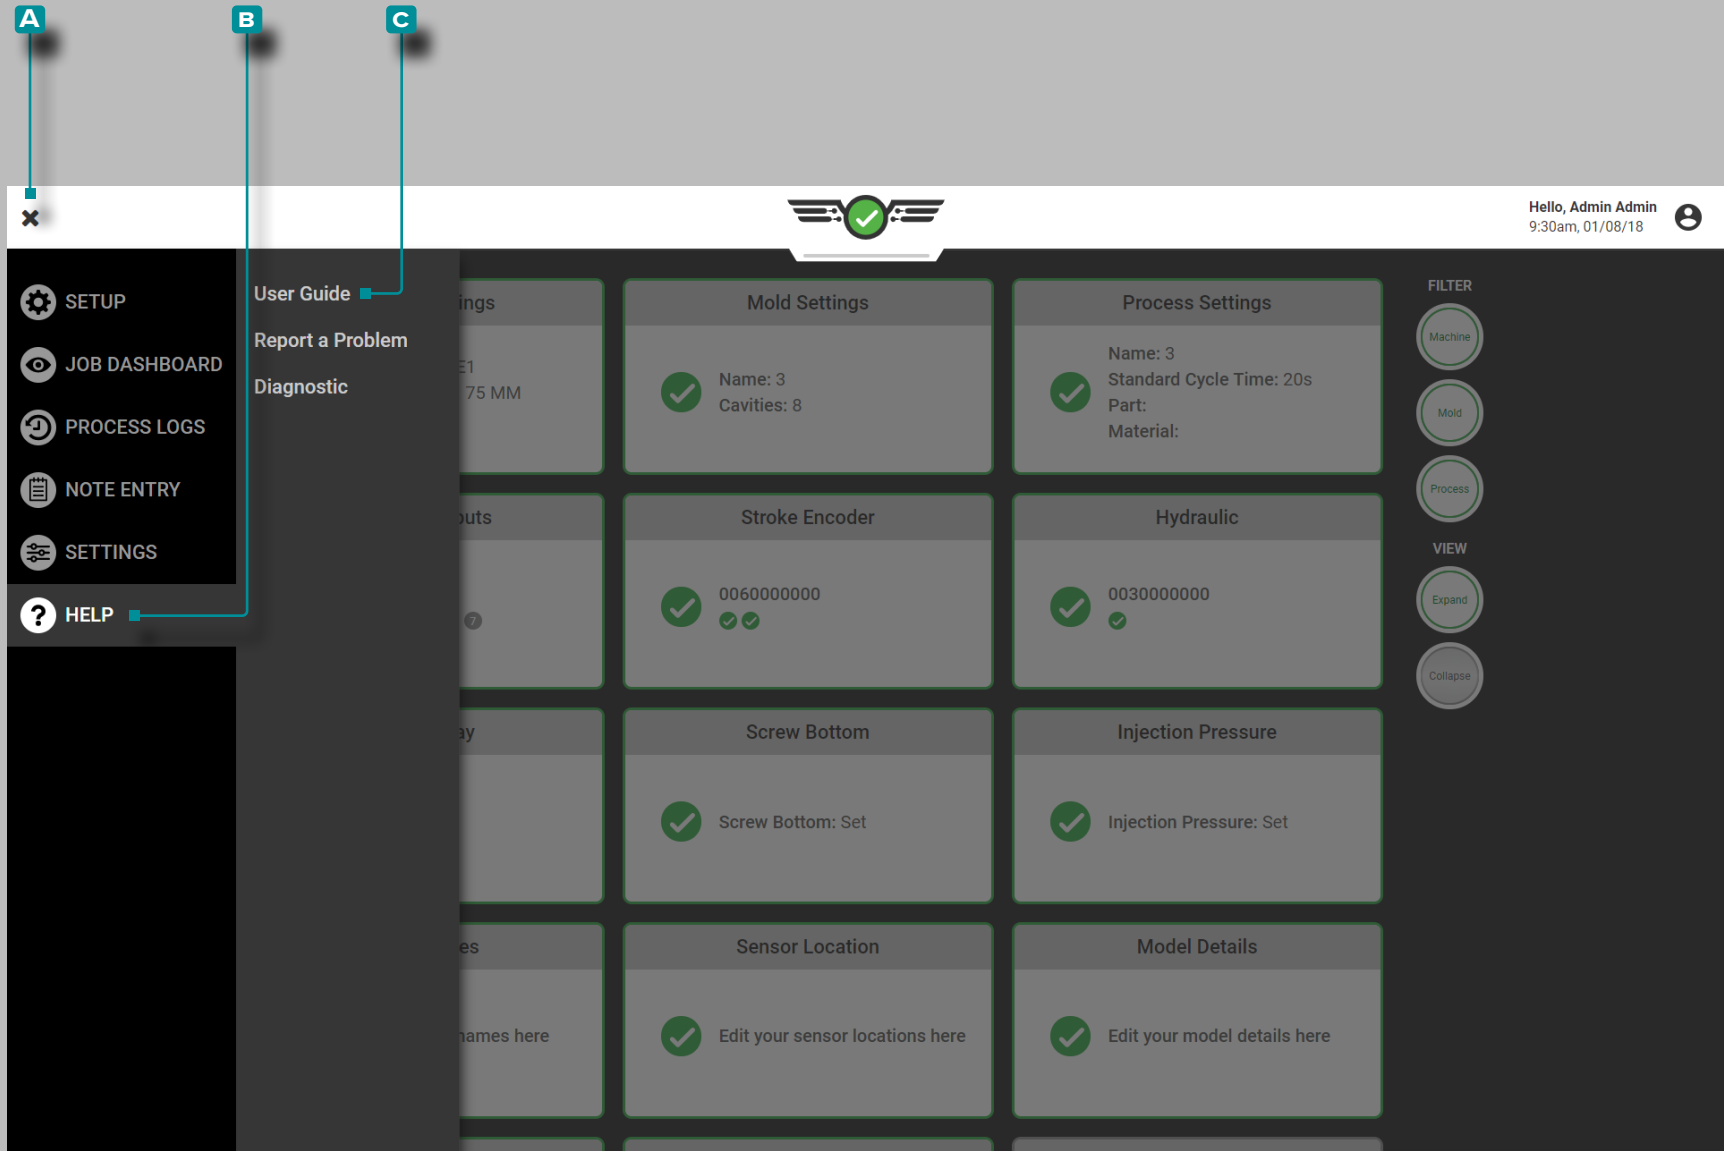 A
B
C
Hello, Admin Admin
9:30am, 01/08/18
SETUP
JOB DASHBOARD
PROCESS LOGS
NOTE ENTRY
SETTINGS
? HELP
User Guide
Report a Problem
Diagnostic
ings
E1
75 MM
Mold Settings
Name: 3
Cavities: 8
Process Settings
Name: 3
Standard Cycle Time: 20s
Part:
Material:
puts
7
Stroke Encoder
0060000000
Hydraulic
0030000000
ay
Screw Bottom
Screw Bottom: Set
Injection Pressure
Injection Pressure: Set
es
names here
Sensor Location
Edit your sensor locations here
Model Details
Edit your model details here
FILTER
Machine
Mold
Process
VIEW
Expand
Collapse